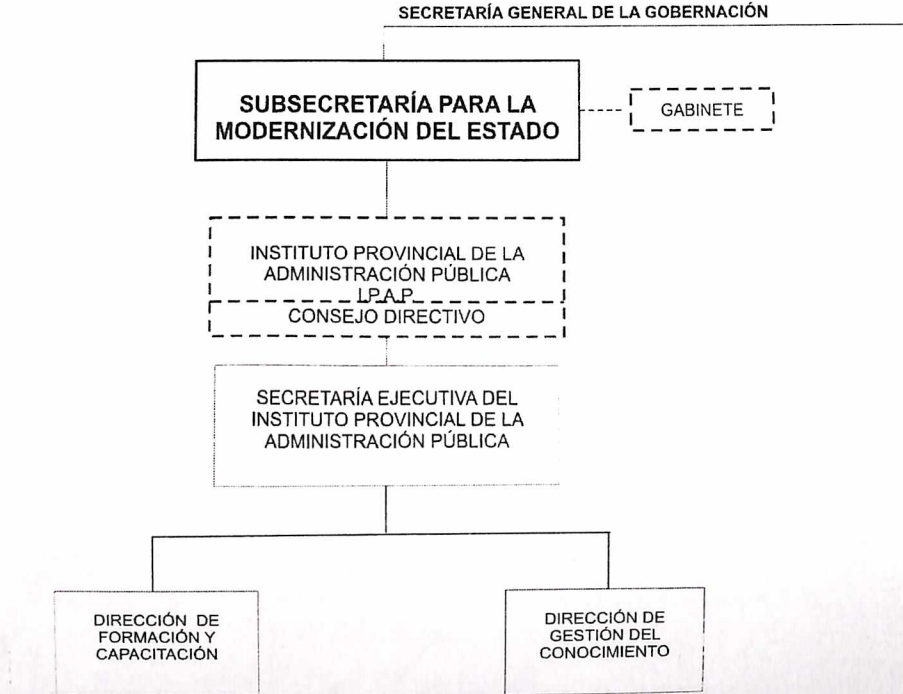 SECRETARÍA GENERAL DE LA GOBERNACIÓN
SUBSECRETARÍA PARA LA
MODERNIZACIÓN DEL ESTADO
GABINETE
INSTITUTO PROVINCIAL DE LA
ADMINISTRACIÓN PÚBLICA
I.P.A.P.
CONSEJO DIRECTIVO
SECRETARÍA EJECUTIVA DEL
INSTITUTO PROVINCIAL DE LA
ADMINISTRACIÓN PÚBLICA
DIRECCIÓN DE
FORMACIÓN Y
CAPACITACIÓN
DIRECCIÓN DE
GESTIÓN DEL
CONOCIMIENTO